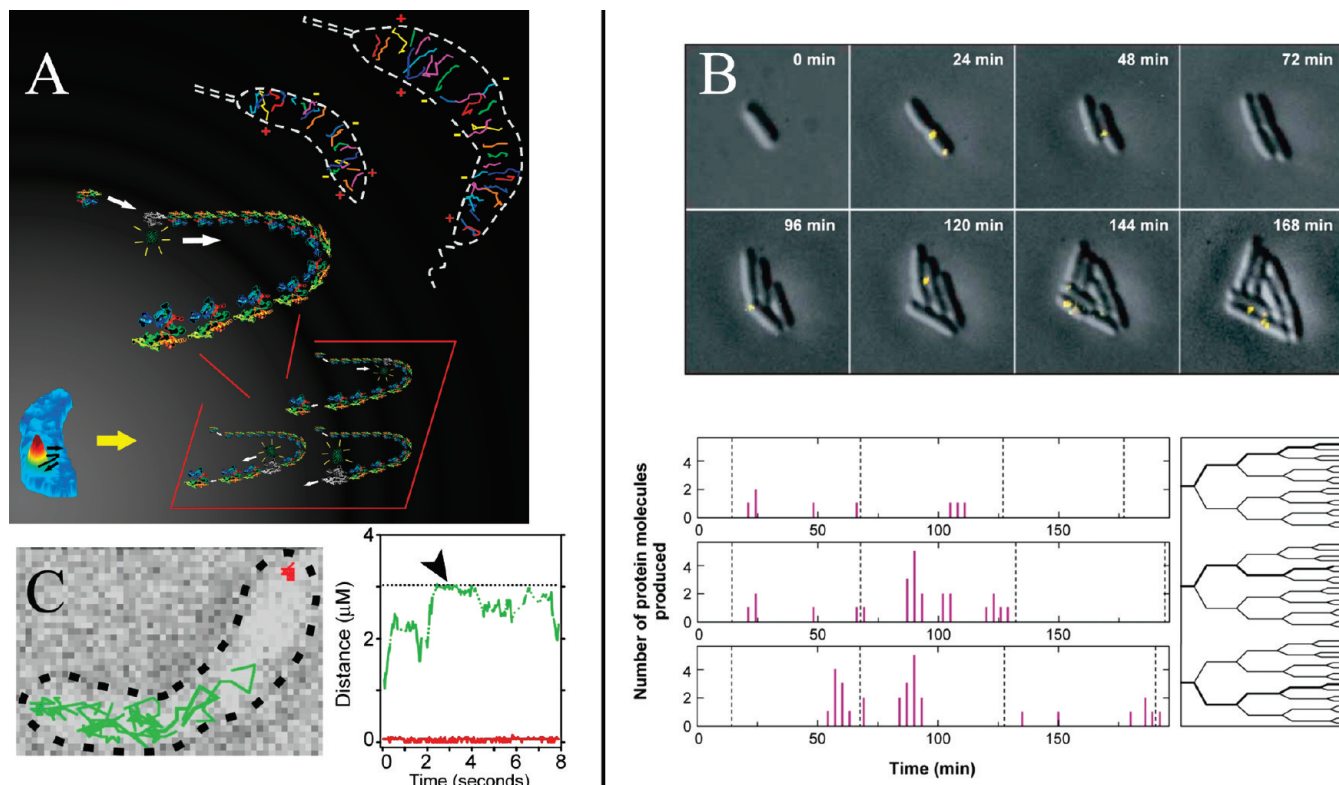 A
+
-
+
-
+
-
+
-
+
+
+
-
-
+
-
+
+
B
0 min
24 min
48 min
72 min
96 min
120 min
144 min
168 min
Number of protein molecules
produced
4
2
0
0
50
100
150
4
2
0
0
50
100
150
4
2
0
0
50
100
150
Time (min)
C
Distance (μM)
4
2
0
0
2
4
6
8
Time (seconds)